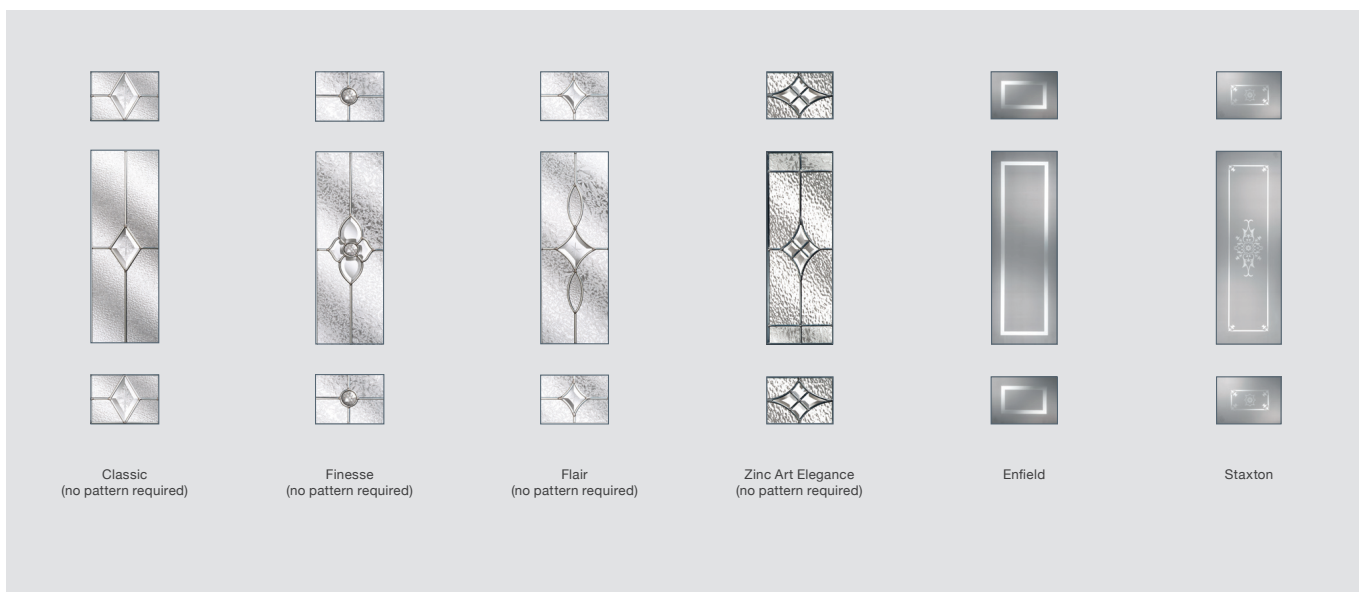 Classic
(no pattern required)
Finesse
(no pattern required)
Flair
(no pattern required)
Zinc Art Elegance
(no pattern required)
Enfield
Staxton